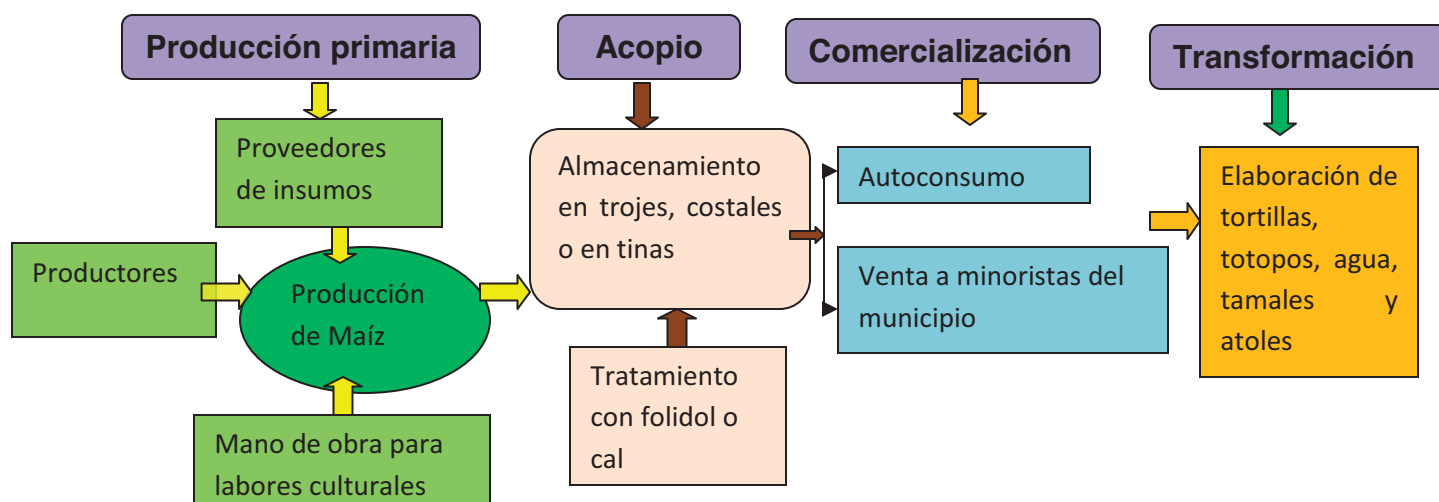 Producción primaria
Acopio
Comercialización
Transformación
Proveedores
de insumos
Productores
Producción
de Maíz
Mano de obra para
labores culturales
Almacenamiento
en trojes, costales
o en tinas
Tratamiento
con folidol o
cal
Autoconsumo
Venta a minoristas del
municipio
Elaboración de
tortillas,
totopos, agua,
tamales y
atoles